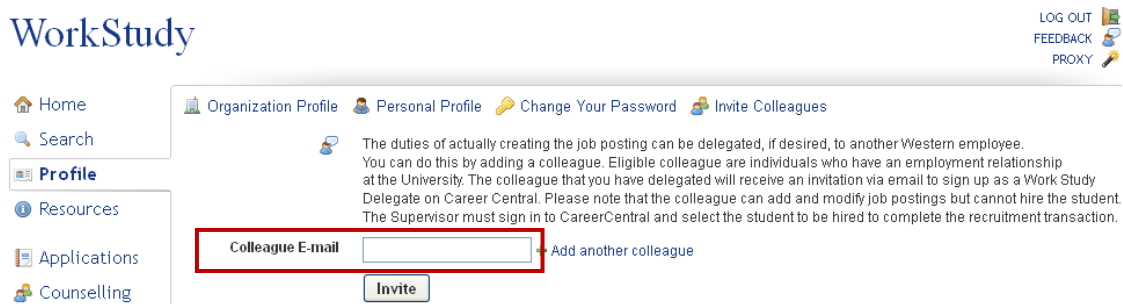 WorkStudy
LOG OUT
FEEDBACK
PROXY
Home
Search
Profile
Resources
Applications
Counselling
Organization Profile Personal Profile Change Your Password Invite Colleagues
The duties of actually creating the job posting can be delegated, if desired, to another Western employee.
You can do this by adding a colleague. Eligible colleague are individuals who have an employment relationship
at the University. The colleague that you have delegated will receive an invitation via email to sign up as a Work Study
Delegate on Career Central. Please note that the colleague can add and modify job postings but cannot hire the student.
The Supervisor must sign in to CareerCentral and select the student to be hired to complete the recruitment transaction.
Colleague E-mail + Add another colleague
Invite